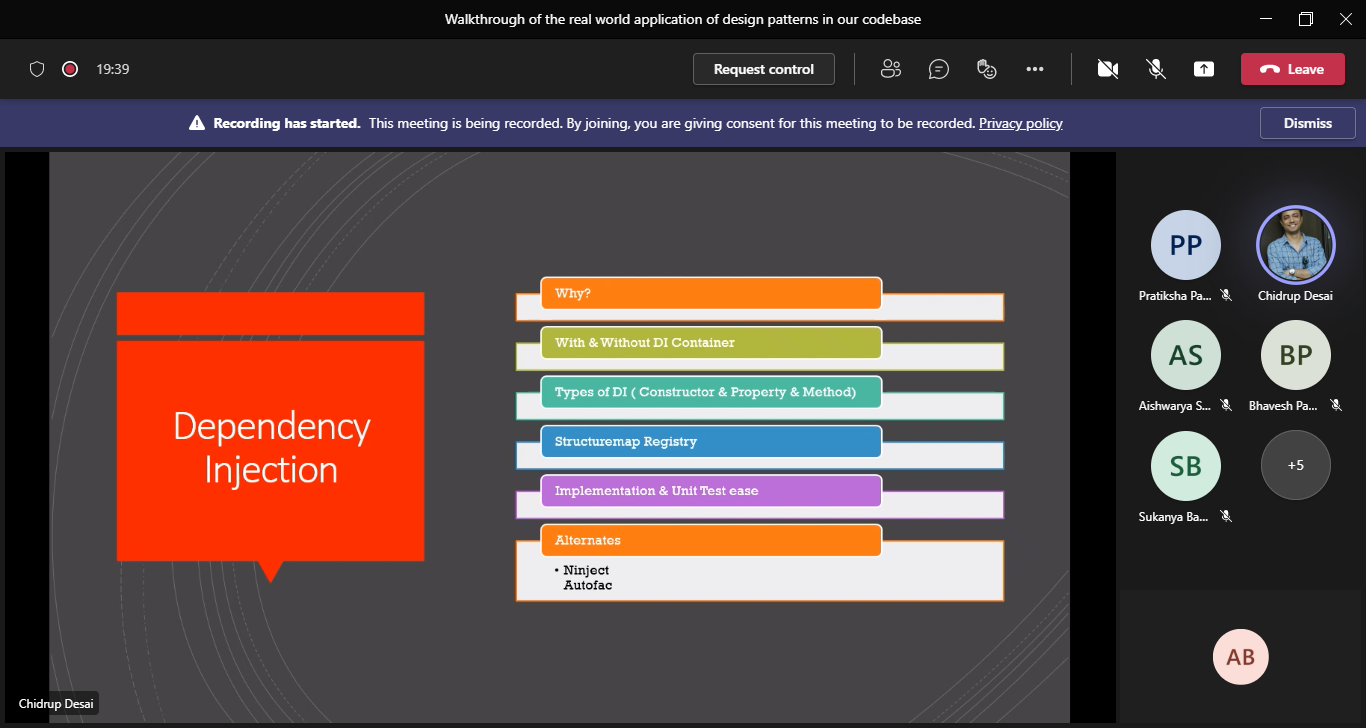 Walkthrough of the real world application of design patterns in our codebase
19:39
Request control
Leave
Recording has started. This meeting is being recorded. By joining, you are giving consent for this meeting to be recorded. Privacy policy
Dismiss
Dependency
Injection
Why?
With & Without DI Container
Types of DI ( Constructor & Property & Method)
Structuremap Registry
Implementation & Unit Test ease
Alternates
• Ninject
Autofac
Chidrup Desai
PP
Pratiksha Pa...
Chidrup Desai
AS
Aishwarya S...
BP
Bhavesh Pa...
SB
Sukanya Ba...
+5
AB